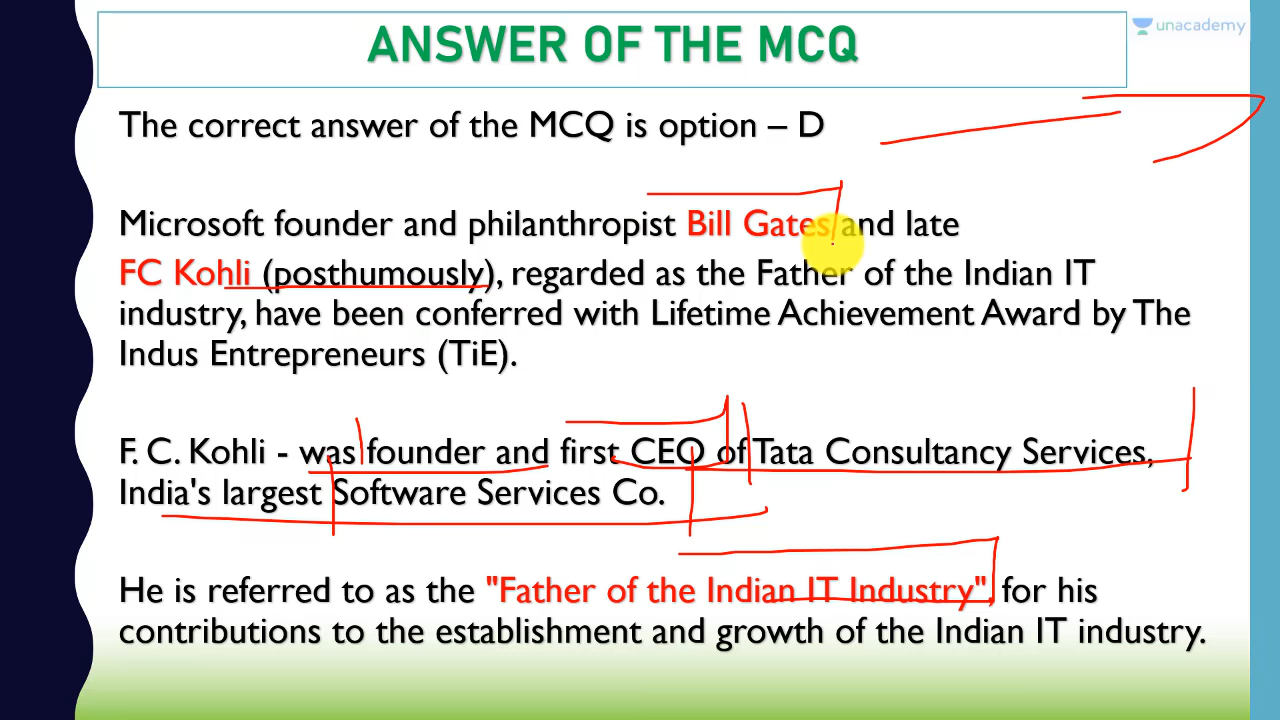 unacademy
ANSWER OF THE MCQ
The correct answer of the MCQ is option – D
Microsoft founder and philanthropist Bill Gates and late
FC Kohli (posthumously), regarded as the Father of the Indian IT
industry, have been conferred with Lifetime Achievement Award by The
Indus Entrepreneurs (TiE).
F. C. Kohli - was founder and first CEO of Tata Consultancy Services,
India's largest Software Services Co.
He is referred to as the "Father of the Indian IT Industry", for his
contributions to the establishment and growth of the Indian IT industry.